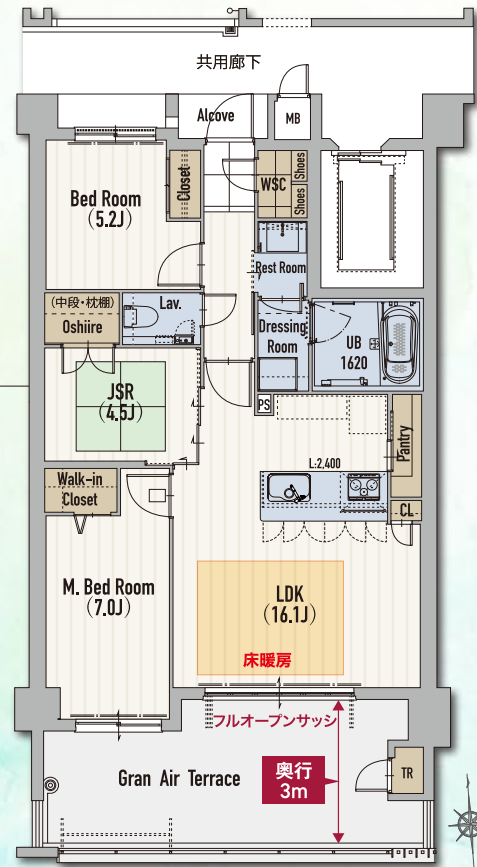 共用廊下
Alcove
MB
Bed Room
(5.2J)
Closet
WSC
Shoes
Shoes
Rest Room
(中段・枕棚)
Oshiire
Lav.
Dressing
Room
UB
1620
JSR
(4.5J)
PS
Pantry
L:2,400
Walk-in
Closet
CL
M. Bed Room
(7.0J)
LDK
(16.1J)
床暖房
フルオープンサッシ
Gran Air Terrace
奥行
3m
TR